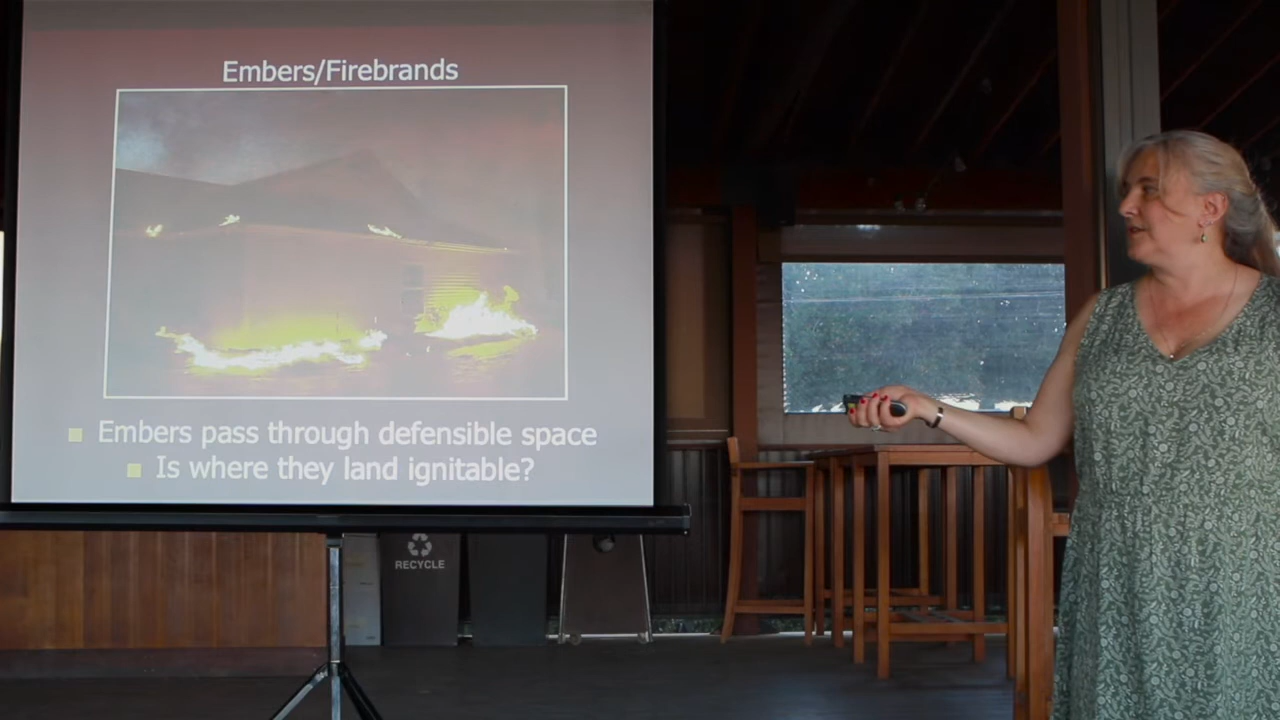 Embers/Firebrands
Embers pass through defensible space
Is where they land ignitable?
RECYCLE